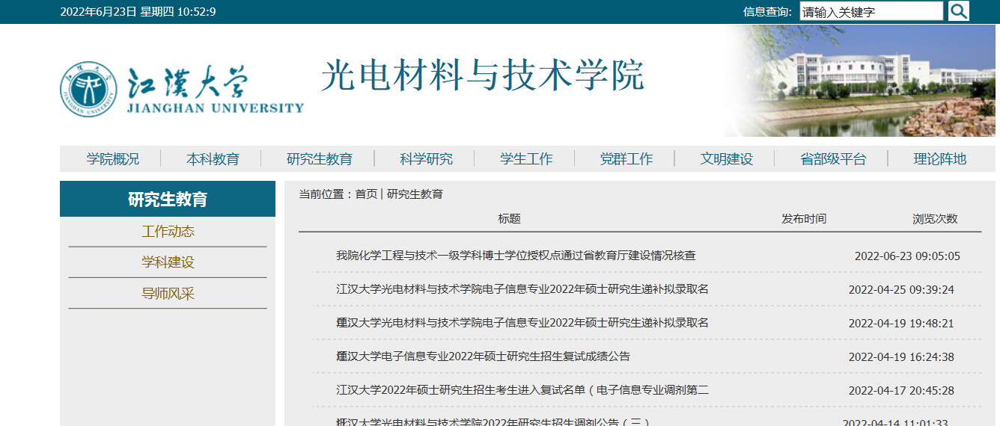 2022年6月23日 星期四 10:52:9
信息查询:
请输入关键字
江漢大学
JIANGHAN UNIVERSITY
光电材料与技术学院
学院概况
本科教育
研究生教育
科学研究
学生工作
党群工作
文明建设
省部级平台
理论阵地
研究生教育
工作动态
学科建设
导师风采
当前位置：首页 | 研究生教育
标题 发布时间 浏览次数
我院化学工程与技术一级学科博士学位授权点通过省教育厅建设情况核查 2022-06-23 09:05:05
江汉大学光电材料与技术学院电子信息专业2022年硕士研究生递补拟录取名 2022-04-25 09:39:24
江汉大学光电材料与技术学院电子信息专业2022年硕士研究生递补拟录取名 2022-04-19 19:48:21
江汉大学电子信息专业2022年硕士研究生招生复试成绩公告 2022-04-19 16:24:38
江汉大学2022年硕士研究生招生考生进入复试名单（电子信息专业调剂第二 2022-04-17 20:45:28
江汉大学光电材料与技术学院2022年研究生招生调剂公告（三） 2022-04-14 11:01:33